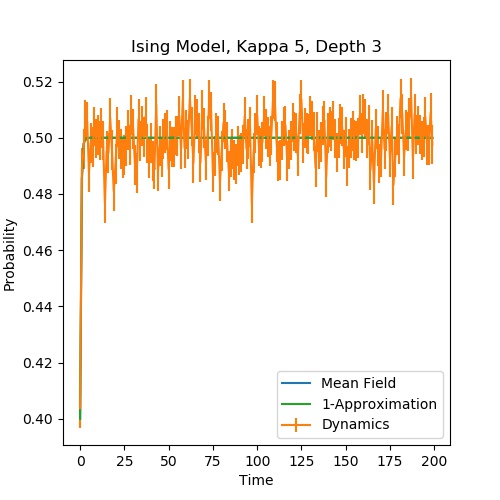 Ising Model, Kappa 5, Depth 3
0.52
0.50
0.48
0.46
0.44
0.42
0.40
Probability
Mean Field
1-Approximation
Dynamics
0 25 50 75 100 125 150 175 200
Time